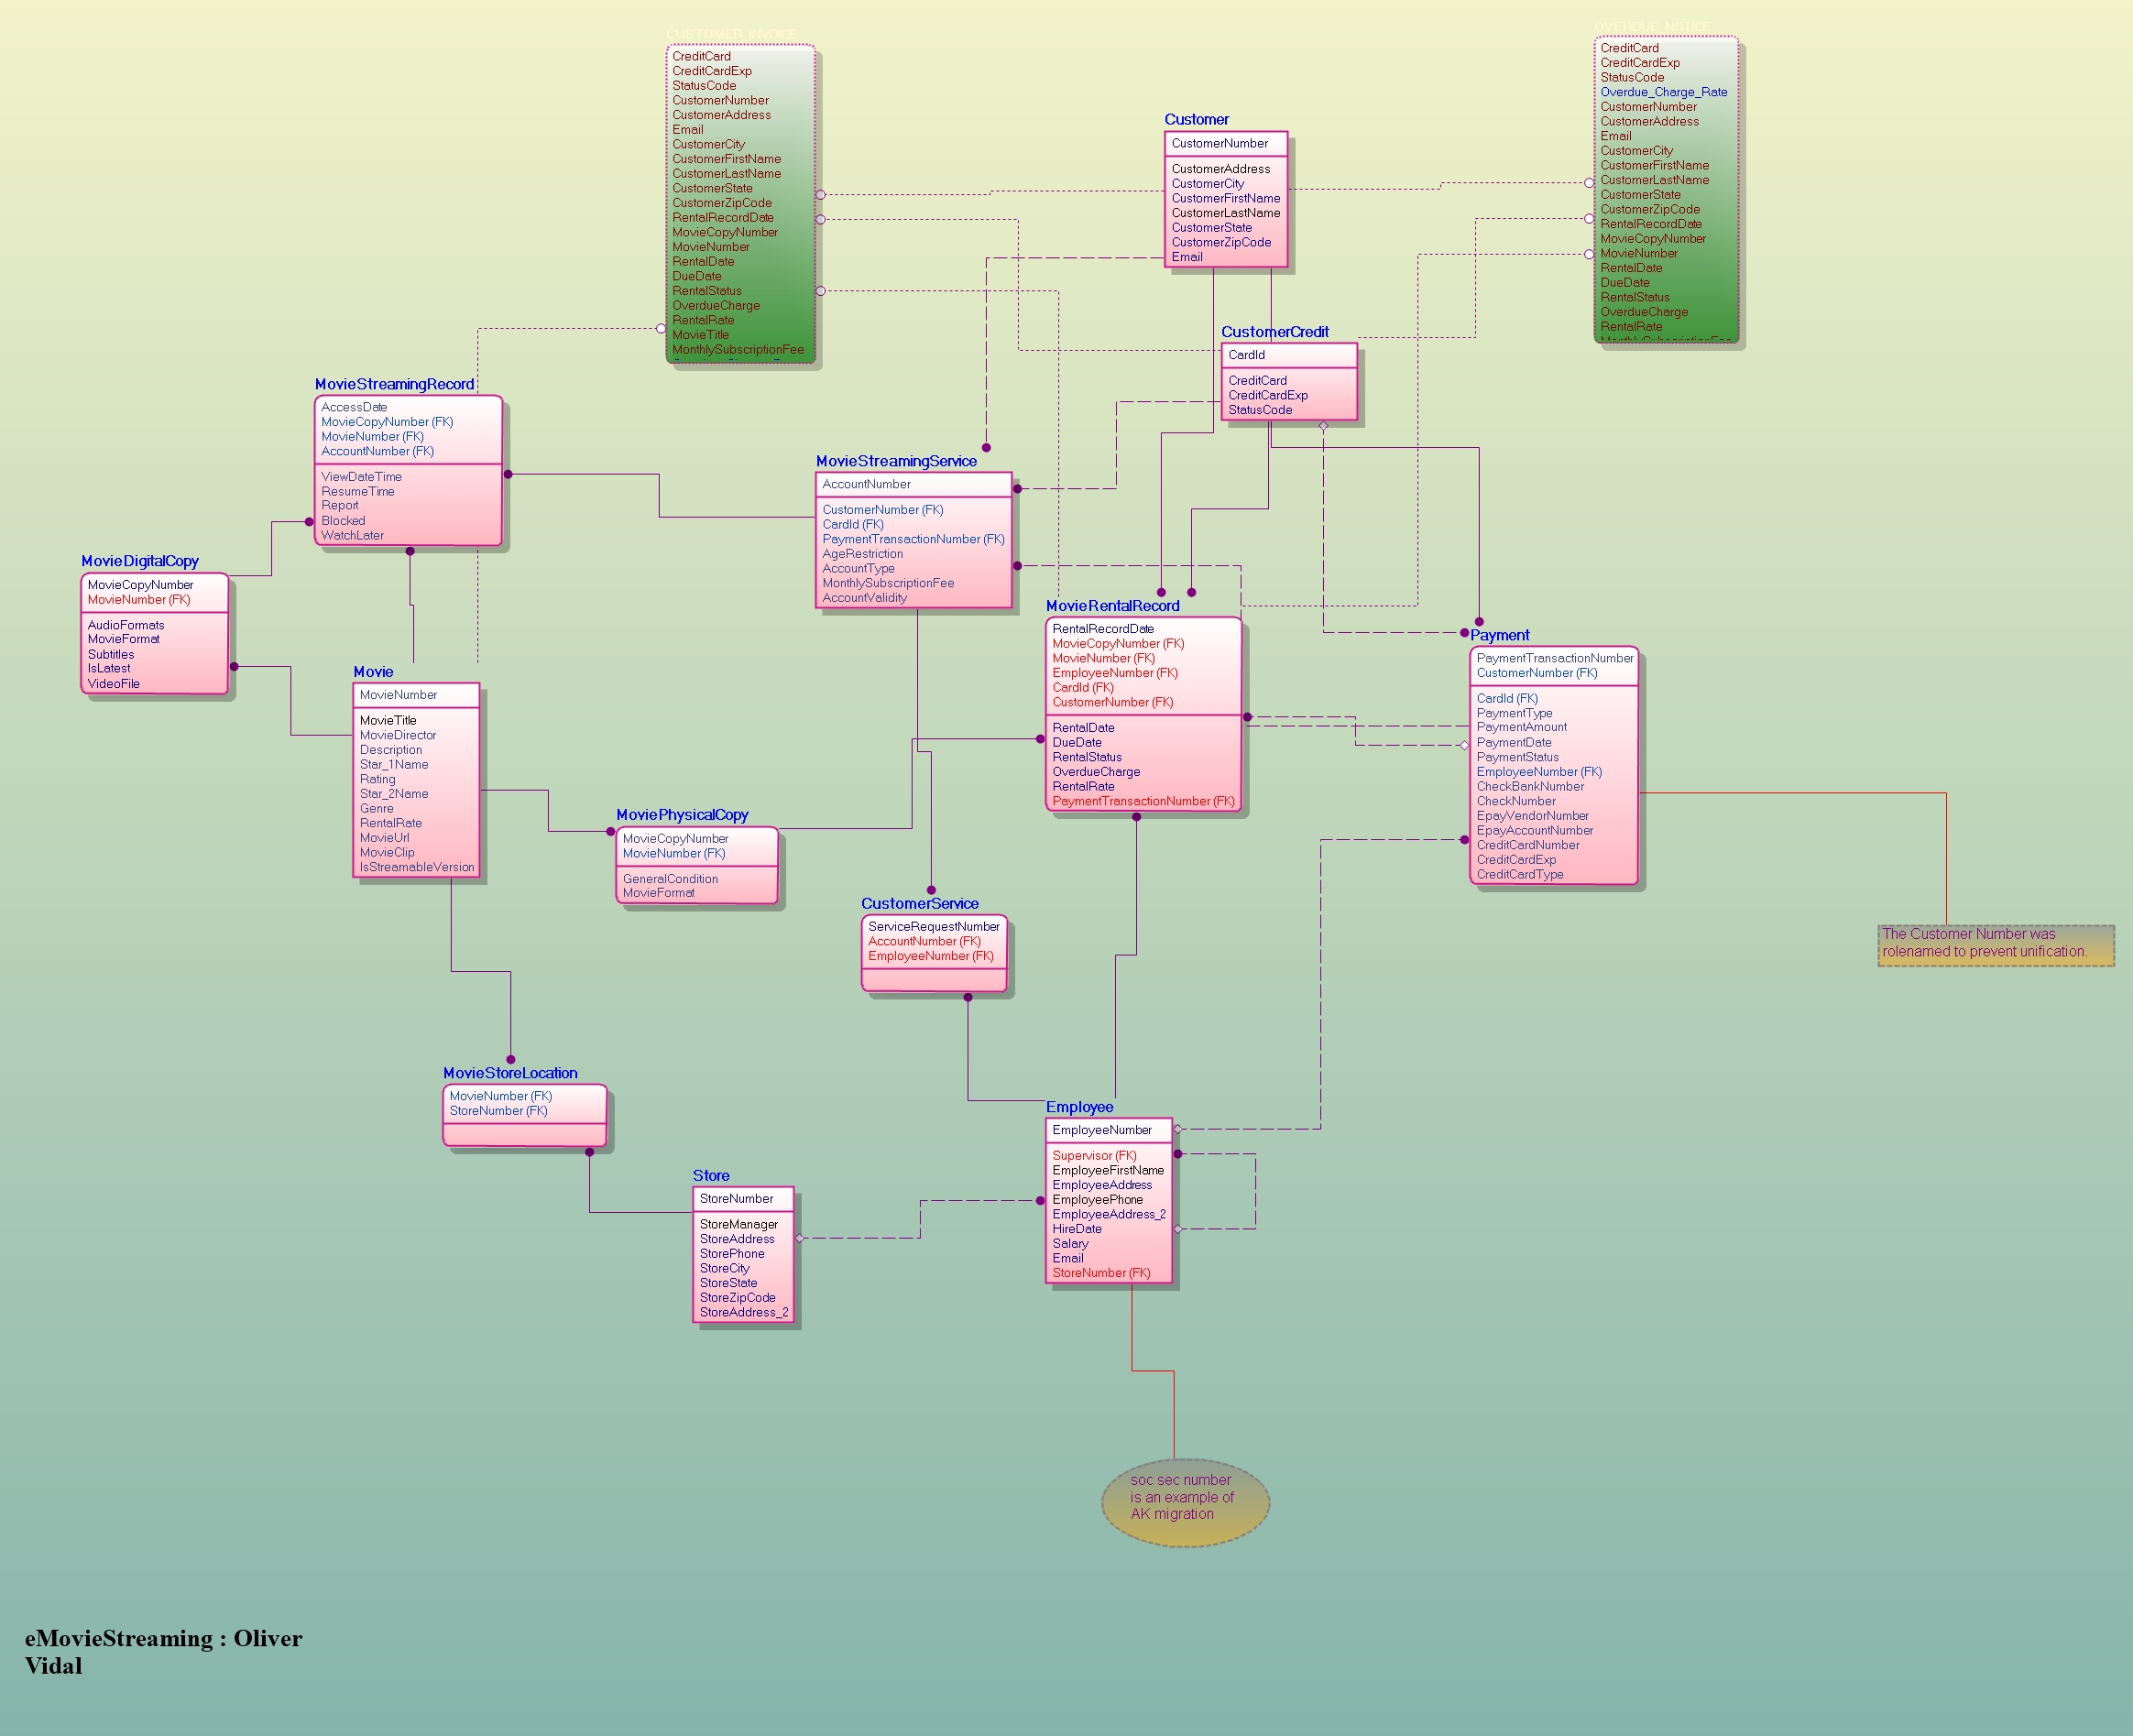 CUSTOMER_INVOICE
CreditCard
CreditCardExp
StatusCode
CustomerNumber
CustomerAddress
Email
CustomerCity
CustomerFirstName
CustomerLastName
CustomerState
CustomerZipCode
RentalRecordDate
MovieCopyNumber
MovieNumber
RentalDate
DueDate
RentalStatus
OverdueCharge
RentalRate
MovieTitle
MonthlySubscriptionFee
OVERDUE_NOTICE
CreditCard
CreditCardExp
StatusCode
Overdue_Charge_Rate
CustomerNumber
CustomerAddress
Email
CustomerCity
CustomerFirstName
CustomerLastName
CustomerState
CustomerZipCode
RentalRecordDate
MovieCopyNumber
MovieNumber
RentalDate
DueDate
RentalStatus
OverdueCharge
RentalRate
MonthlySubscriptionFee
Customer
CustomerNumber
CustomerAddress
CustomerCity
CustomerFirstName
CustomerLastName
CustomerState
CustomerZipCode
Email
CustomerCredit
CardId
CreditCard
CreditCardExp
StatusCode
MovieStreamingRecord
AccessDate
MovieCopyNumber (FK)
MovieNumber (FK)
AccountNumber (FK)
ViewDateTime
ResumeTime
Report
Blocked
WatchLater
MovieStreamingService
AccountNumber
CustomerNumber (FK)
CardId (FK)
PaymentTransactionNumber (FK)
AgeRestriction
AccountType
MonthlySubscriptionFee
AccountValidity
MovieDigitalCopy
MovieCopyNumber
MovieNumber (FK)
AudioFormats
MovieFormat
Subtitles
IsLatest
VideoFile
MovieRentalRecord
RentalRecordDate
MovieCopyNumber (FK)
MovieNumber (FK)
EmployeeNumber (FK)
CardId (FK)
CustomerNumber (FK)
RentalDate
DueDate
RentalStatus
OverdueCharge
RentalRate
PaymentTransactionNumber (FK)
Payment
PaymentTransactionNumber
CustomerNumber (FK)
CardId (FK)
PaymentType
PaymentAmount
PaymentDate
PaymentStatus
EmployeeNumber (FK)
CheckBankNumber
CheckNumber
EpayVendorNumber
EpayAccountNumber
CreditCardNumber
CreditCardExp
CreditCardType
Movie
MovieNumber
MovieTitle
MovieDirector
Description
Star_1Name
Rating
Star_2Name
Genre
RentalRate
MovieUrl
MovieClip
IsStreamableVersion
MoviePhysicalCopy
MovieCopyNumber
MovieNumber (FK)
GeneralCondition
MovieFormat
CustomerService
ServiceRequestNumber
AccountNumber (FK)
EmployeeNumber (FK)
The Customer Number was
rolenamed to prevent unification.
MovieStoreLocation
MovieNumber (FK)
StoreNumber (FK)
Employee
EmployeeNumber
Supervisor (FK)
EmployeeFirstName
EmployeeAddress
EmployeePhone
EmployeeAddress_2
HireDate
Salary
Email
StoreNumber (FK)
Store
StoreNumber
StoreManager
StoreAddress
StorePhone
StoreCity
StoreState
StoreZipCode
StoreAddress_2
soc sec number
is an example of
AK migration
eMovieStreaming : Oliver
Vidal